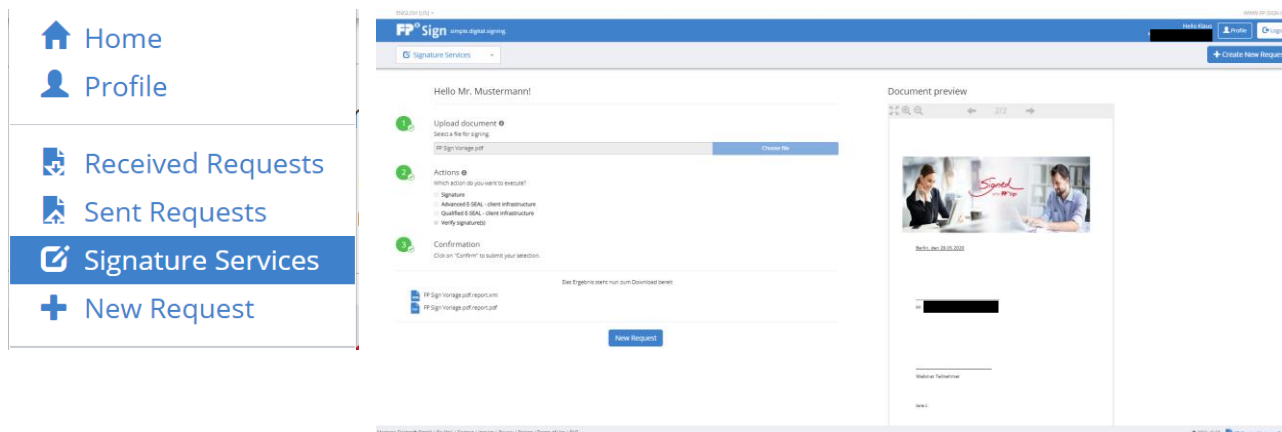 Home
Profile
Received Requests
Sent Requests
Signature Services
New Request
ENGLISH (US)
FP Sign simple.digital.signing.
Hello Klaus
Profile
Signature Services
+ Create New Reques
Hello Mr. Mustermann!
1
Upload document
Select a file for signing.
FP Sign Vorlage.pdf
Choose file
2
Actions
Which action do you want to execute?
Signature
Advanced E-SEAL - client infrastructure
Qualified E-SEAL - client infrastructure
Verify signature(s)
3
Confirmation
Click on "Confirm" to submit your selection.
Das Ergebnis steht nun zum Download bereit
FP Sign Vorlage.pdf.report.xml
FP Sign Vorlage.pdf.report.pdf
New Request
Document preview
2/2
Signed
Berlin, den 28.05.2020
Webinar Teilnehmer